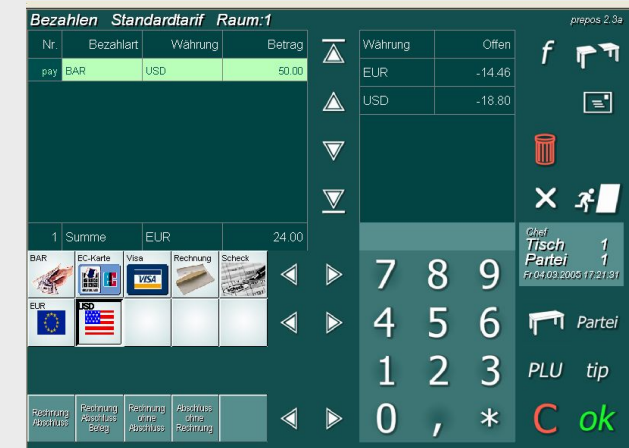 Bezahlen Standardtarif Raum:1
prepos 2.3a
Nr. Bezahlart Währung Betrag
pay BAR USD 50.00
1 Summe EUR 24.00
Währung Offen
EUR -14.46
USD -18.80
f
Chef
Tisch 1
Partei 1
Fr 04.03.2005 17:21:31
BAR EC-Karte Visa Rechnung Scheck
VISA
EUR USD
7 8 9
4 5 6
1 2 3
0 , *
Partei
PLU tip
C ok
Rechnung Abschluss
Rechnung Abschluss Beleg
Rechnung ohne Abschluss
Abschluss ohne Rechnung